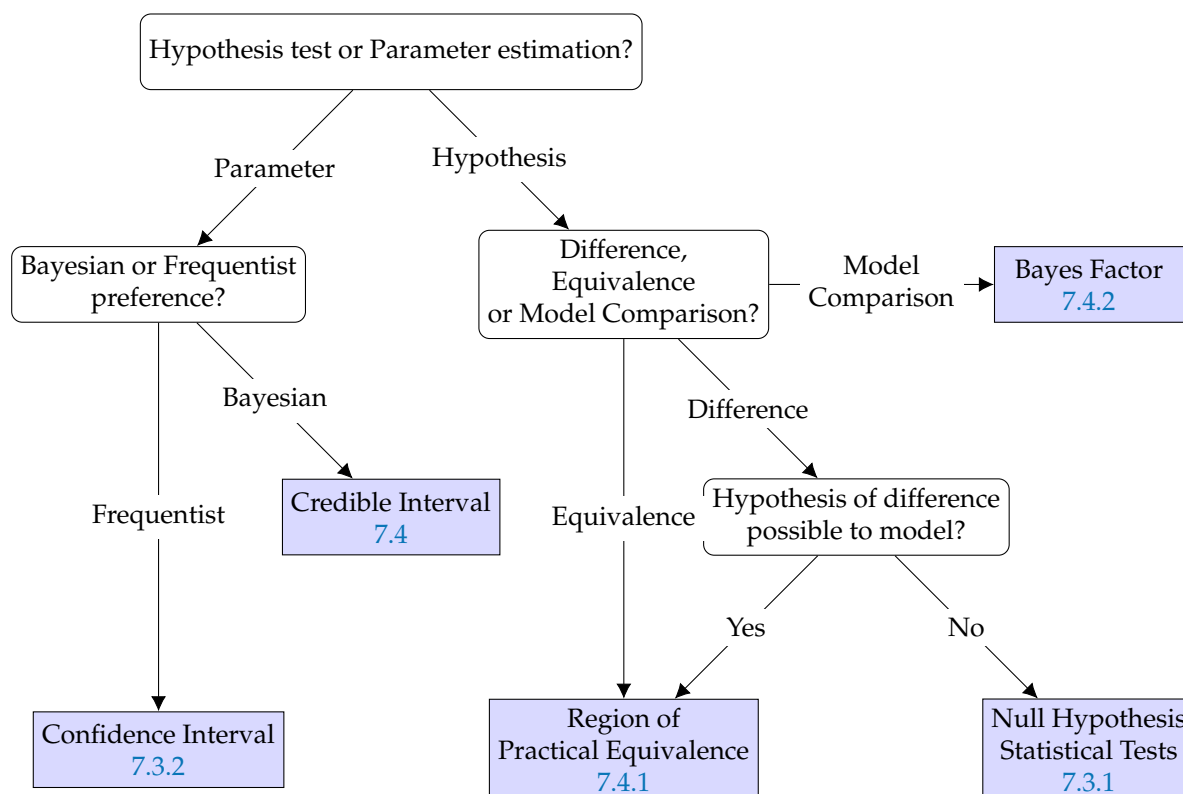 Hypothesis test or Parameter estimation?
Parameter
Hypothesis
Bayesian or Frequentist
preference?
Difference,
Equivalence
or Model Comparison?
Model
Comparison
Bayes Factor
7.4.2
Bayesian
Difference
Frequentist
Credible Interval
7.4
Equivalence
Hypothesis of difference
possible to model?
Yes
No
Confidence Interval
7.3.2
Region of
Practical Equivalence
7.4.1
Null Hypothesis
Statistical Tests
7.3.1